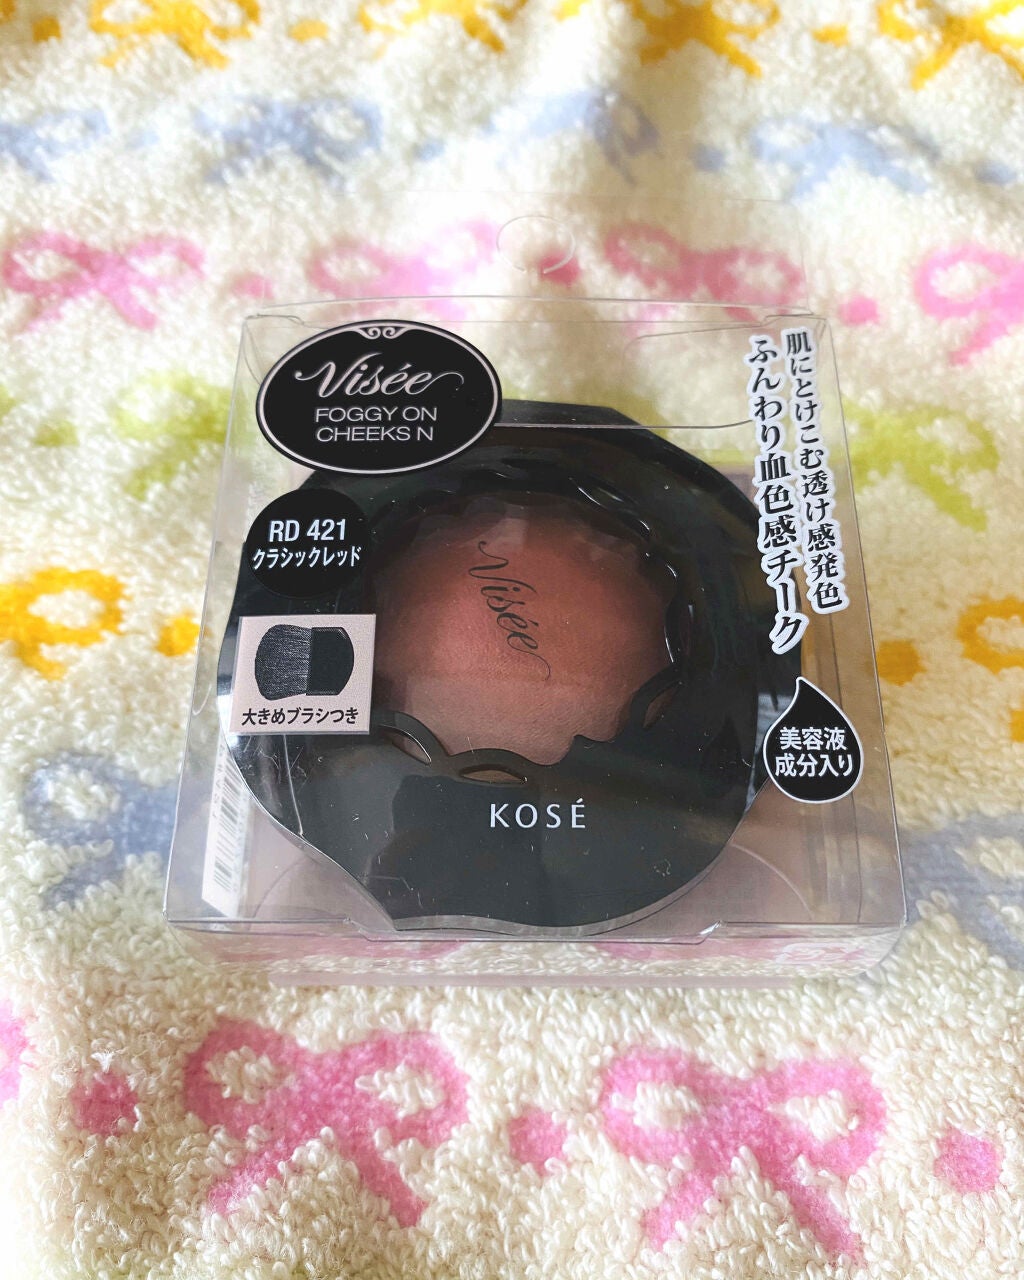 Visée
FOGGY ON
CHEEKS N
RD 421
クラシックレッド
大きめブラシつき
肌にとけこむ透け感発色
ふんわり血色感チーク
美容液
成分入り
Visée
KOSÉ